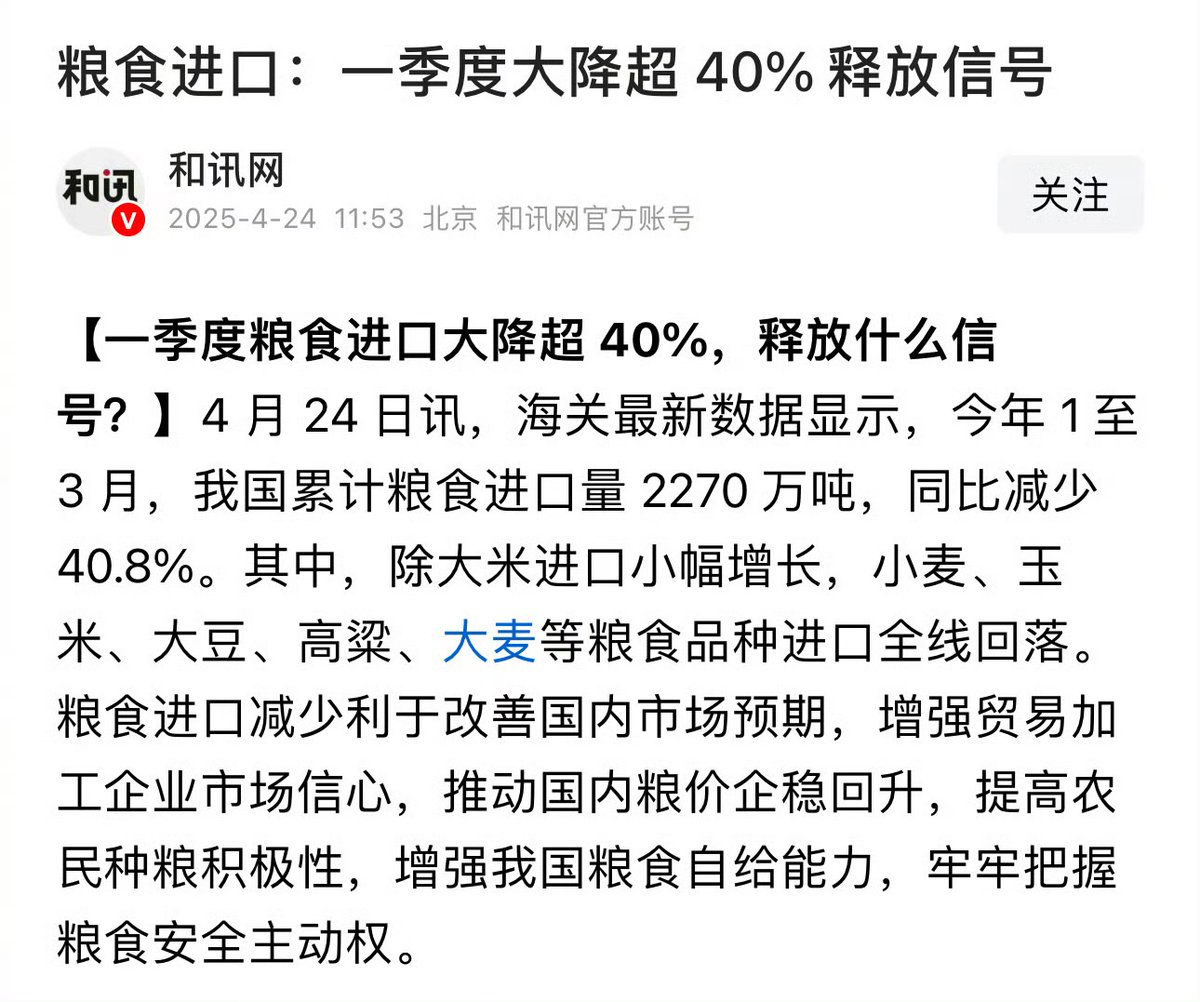 粮食进口：一季度大降超 40% 释放信号
和讯
V
和讯网
2025-4-24 11:53 北京 和讯网官方账号
关注
【一季度粮食进口大降超 40%，释放什么信
号？】4 月 24 日讯，海关最新数据显示，今年 1 至
3 月，我国累计粮食进口量 2270 万吨，同比减少
40.8%。其中，除大米进口小幅增长，小麦、玉
米、大豆、高粱、大麦等粮食品种进口全线回落。
粮食进口减少利于改善国内市场预期，增强贸易加
工企业市场信心，推动国内粮价企稳回升，提高农
民种粮积极性，增强我国粮食自给能力，牢牢把握
粮食安全主动权。